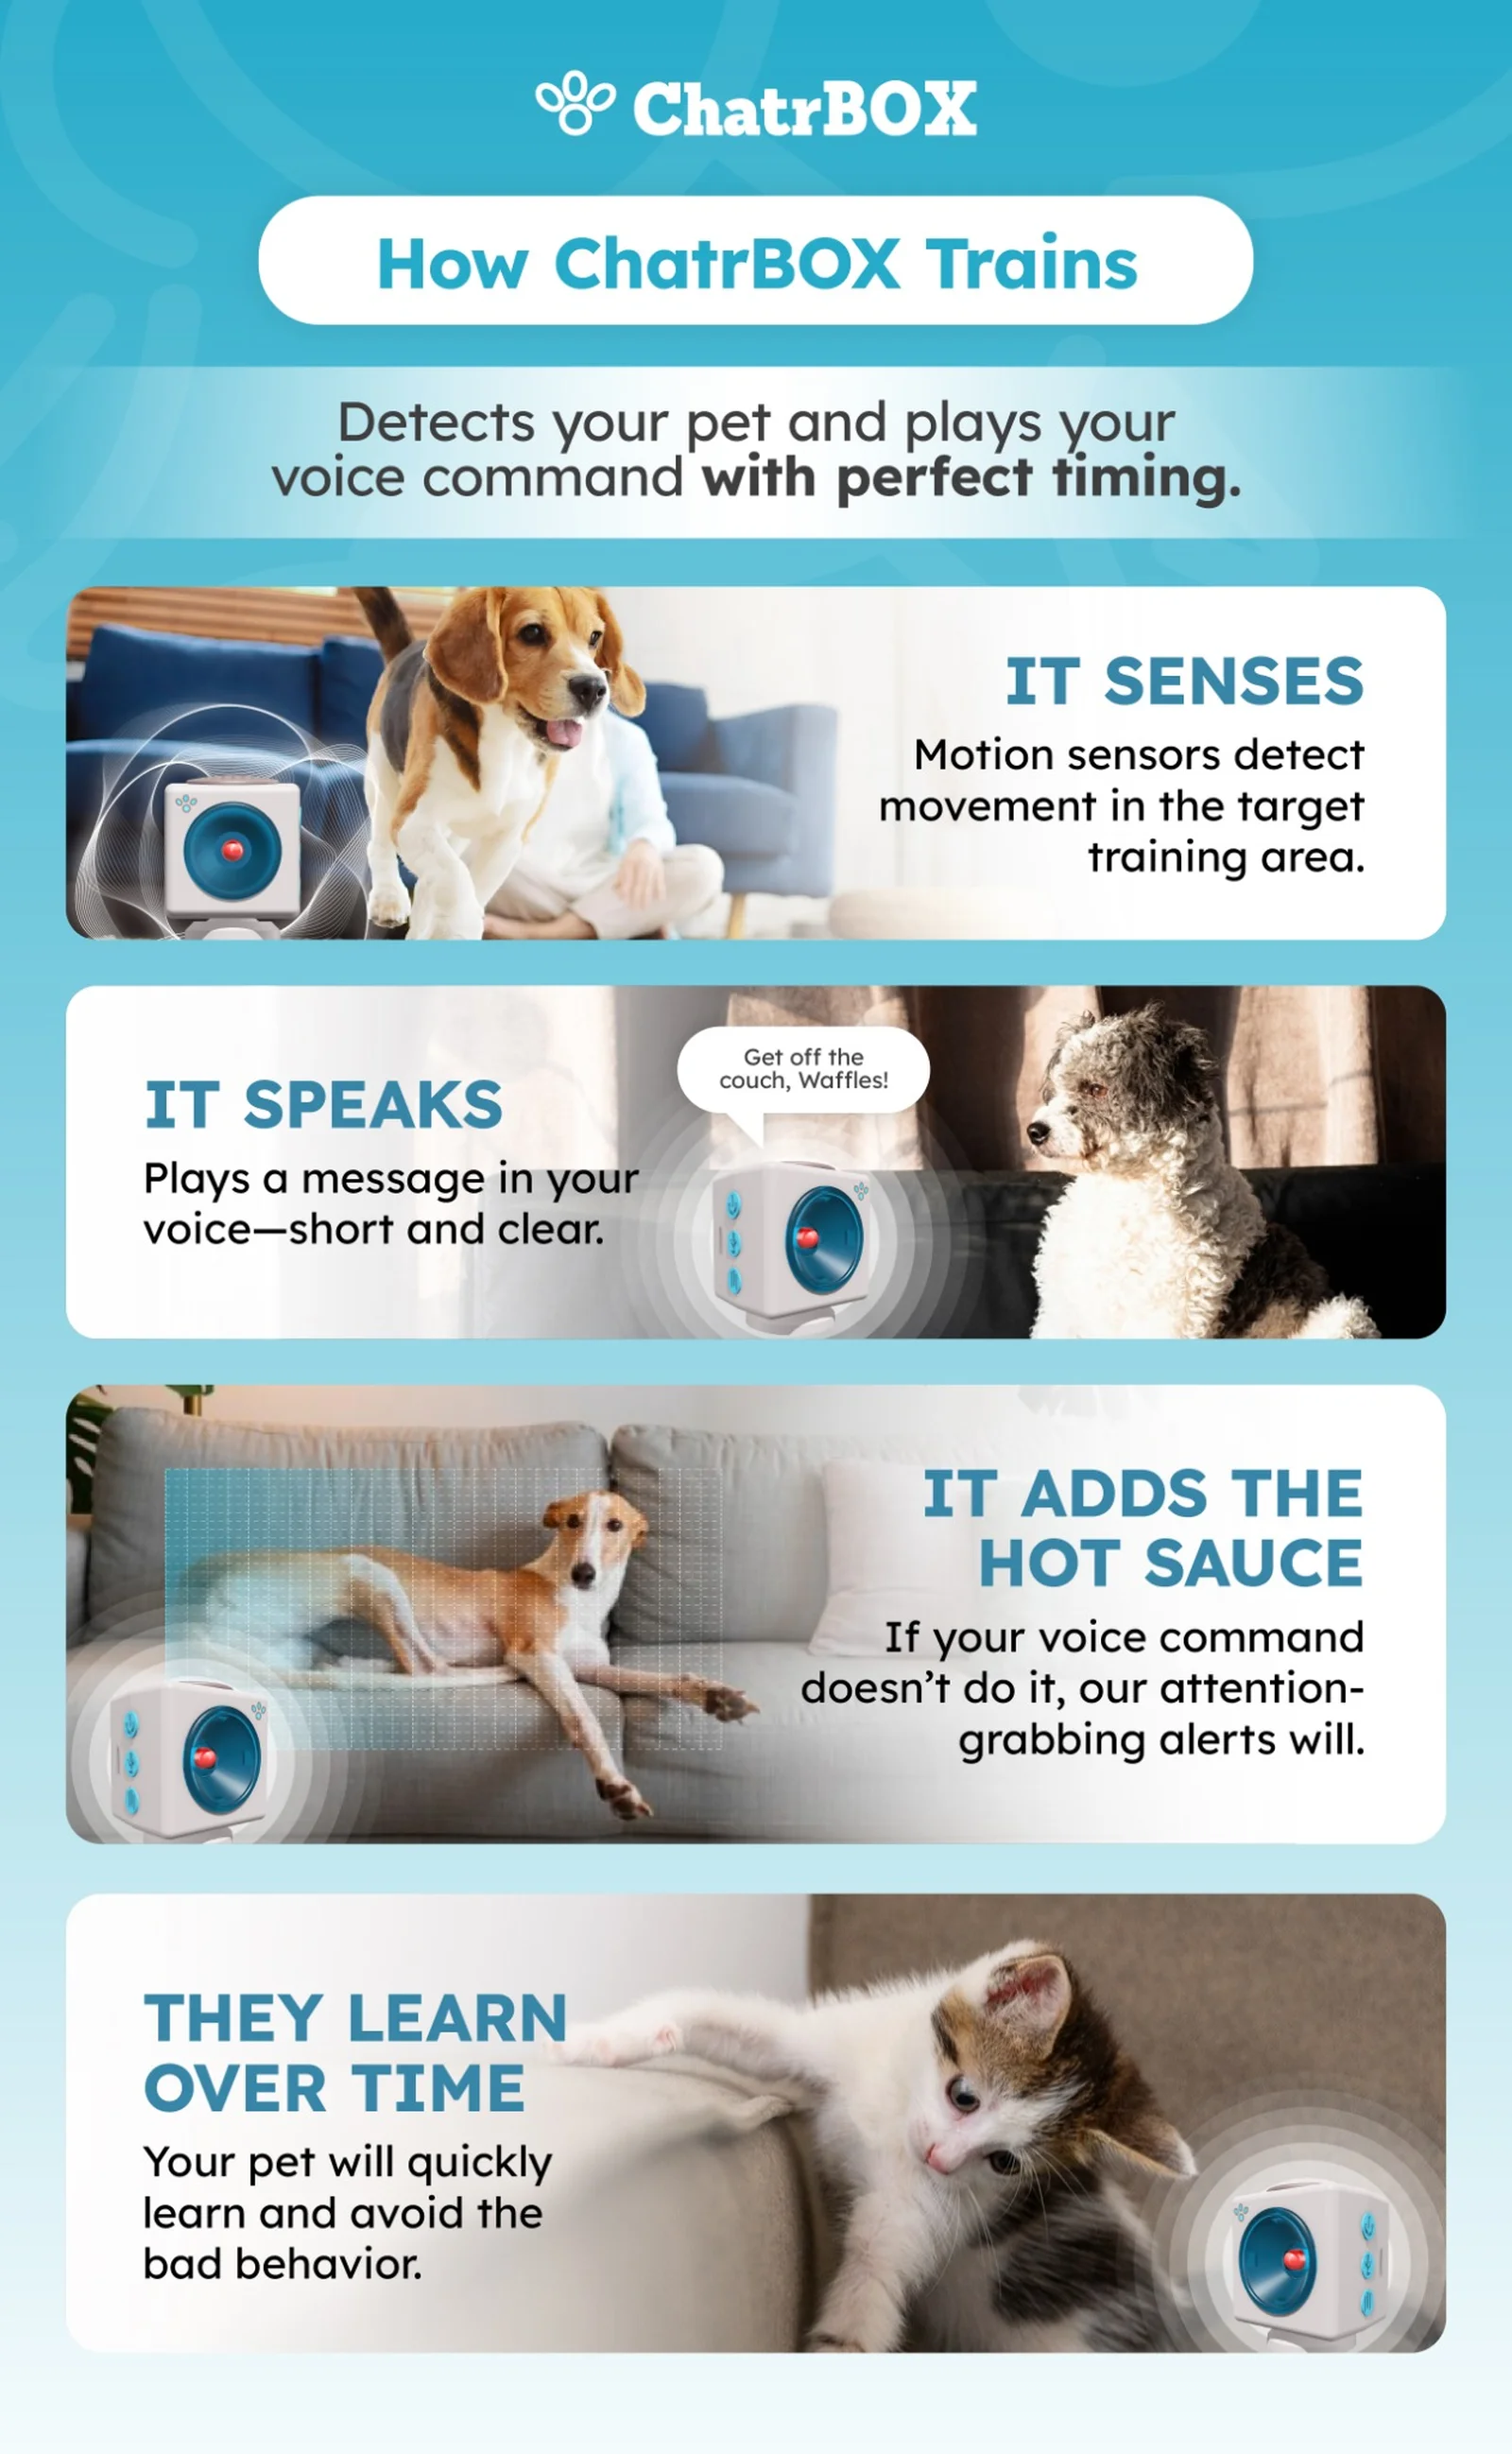 ChatrBOX
How ChatrBOX Trains
Detects your pet and plays your
voice command with perfect timing.
IT SENSES
Motion sensors detect
movement in the target
training area.
Get off the
couch, Waffles!
IT SPEAKS
Plays a message in your
voice—short and clear.
IT ADDS THE
HOT SAUCE
If your voice command
doesn’t do it, our attention-
grabbing alerts will.
THEY LEARN
OVER TIME
Your pet will quickly
learn and avoid the
bad behavior.